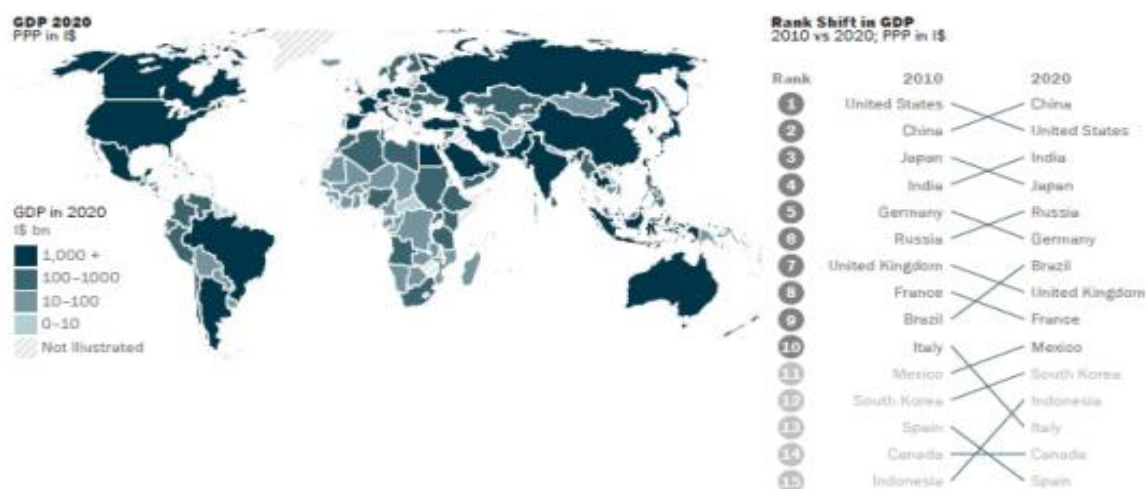 GDP 2020
PPP in I$
GDP in 2020
I$ bn
1,000 +
100–1000
10–100
0–10
Not Illustrated
Rank Shift in GDP
2010 vs 2020; PPP in I$
Rank 2010 2020
1 United States China
2 China United States
3 Japan India
4 India Japan
5 Germany Russia
6 Russia Germany
7 United Kingdom Brazil
8 France United Kingdom
9 Brazil France
10 Italy Mexico
11 Mexico South Korea
12 South Korea Indonesia
13 Spain Italy
14 Canada Canada
15 Indonesia Spain